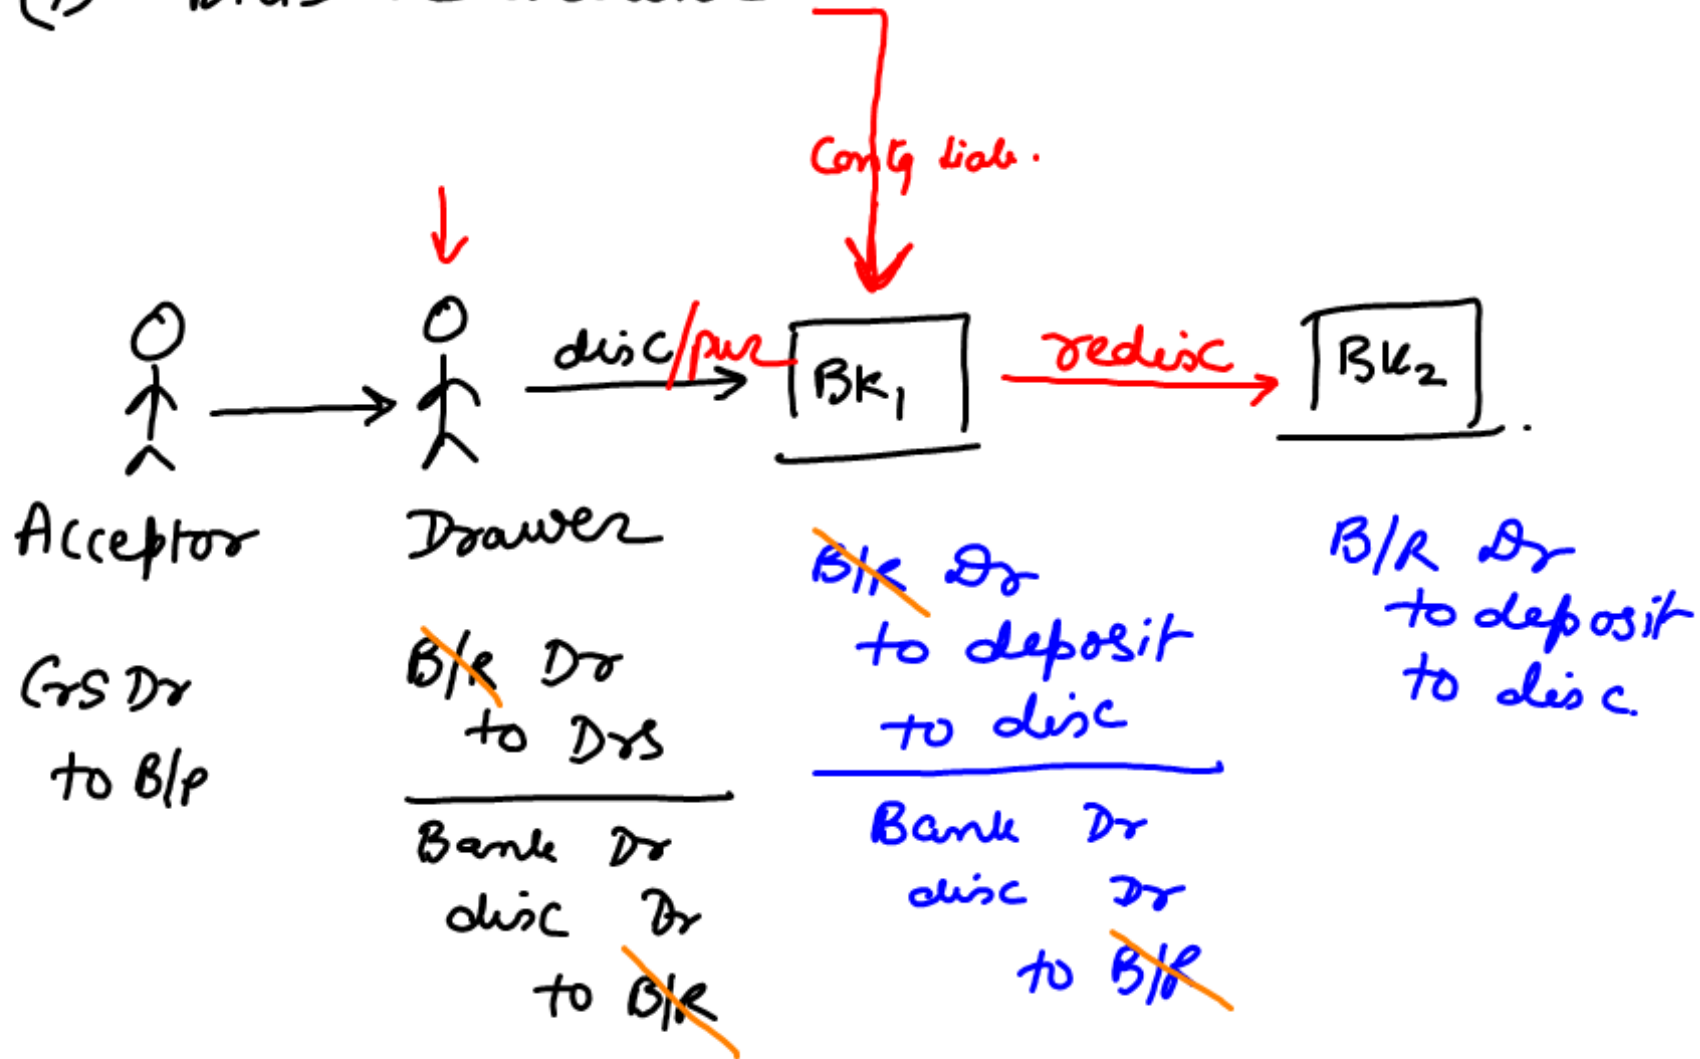 Contg liab.
disc/pur
Bk1
redisc
Bk2
Acceptor
Crs Dr
to B/P
Drawer
B/R Dr
to Drs
Bank Dr
disc Dr
to B/R
B/R Dr
to deposit
to disc
Bank Dr
disc Dr
to B/R
B/R Dr
to deposit
to disc.